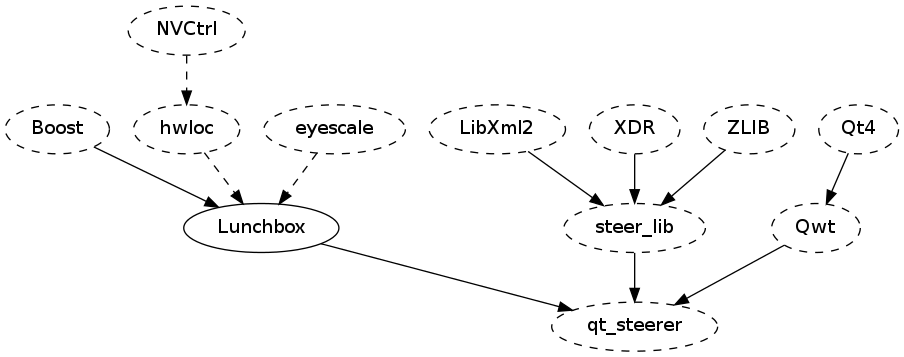 NVCtrl
Boost
hwloc
eyescale
LibXml2
XDR
ZLIB
Qt4
Lunchbox
steer_lib
Qwt
qt_steerer